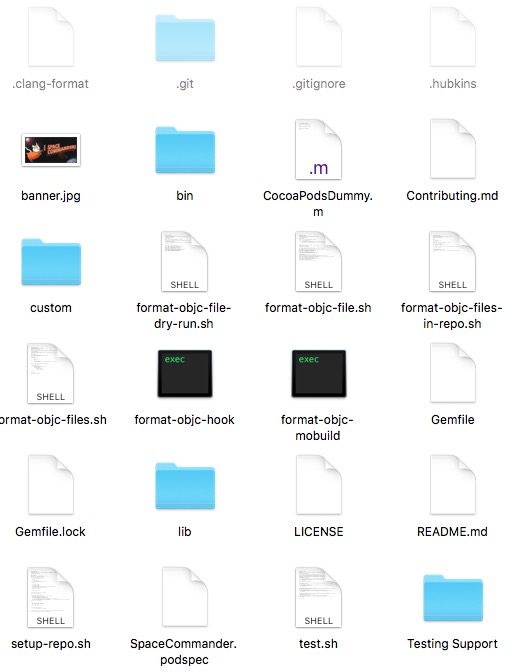 .clang-format
.git
.gitignore
.hubkins
SPACE
COMMANDER
.m
banner.jpg
bin
CocoaPodsDummy.
m
Contributing.md
SHELL
SHELL
SHELL
custom
format-objc-file-
dry-run.sh
format-objc-file.sh
format-objc-files-
in-repo.sh
SHELL
exec
exec
ormat-objc-files.sh
format-objc-hook
format-objc-
mobuild
Gemfile
Gemfile.lock
lib
LICENSE
README.md
SHELL
SHELL
setup-repo.sh
SpaceCommander.
podspec
test.sh
Testing Support